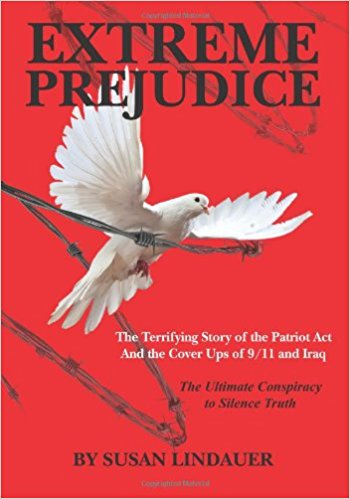 EXTREME
PREJUDICE
The Terrifying Story of the Patriot Act
And the Cover Ups of 9/11 and Iraq
The Ultimate Conspiracy
to Silence Truth
BY SUSAN LINDAUER